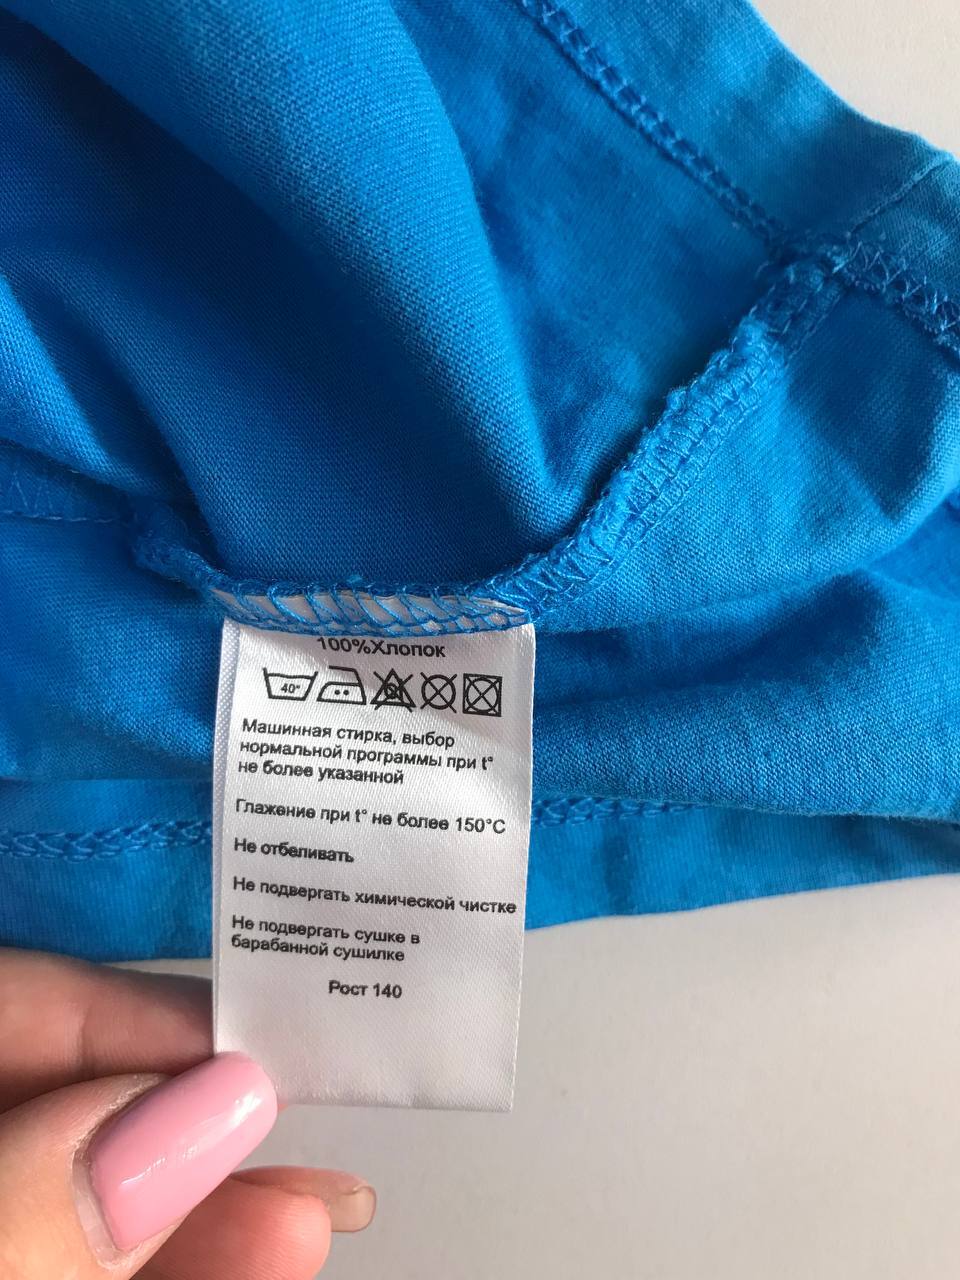 100%Хлопок
40°
Машинная стирка, выбор
нормальной программы при t°
не более указанной
Глажение при t° не более 150°С
Не отбеливать
Не подвергать химической чистке
Не подвергать сушке в
барабанной сушилке
Рост 140